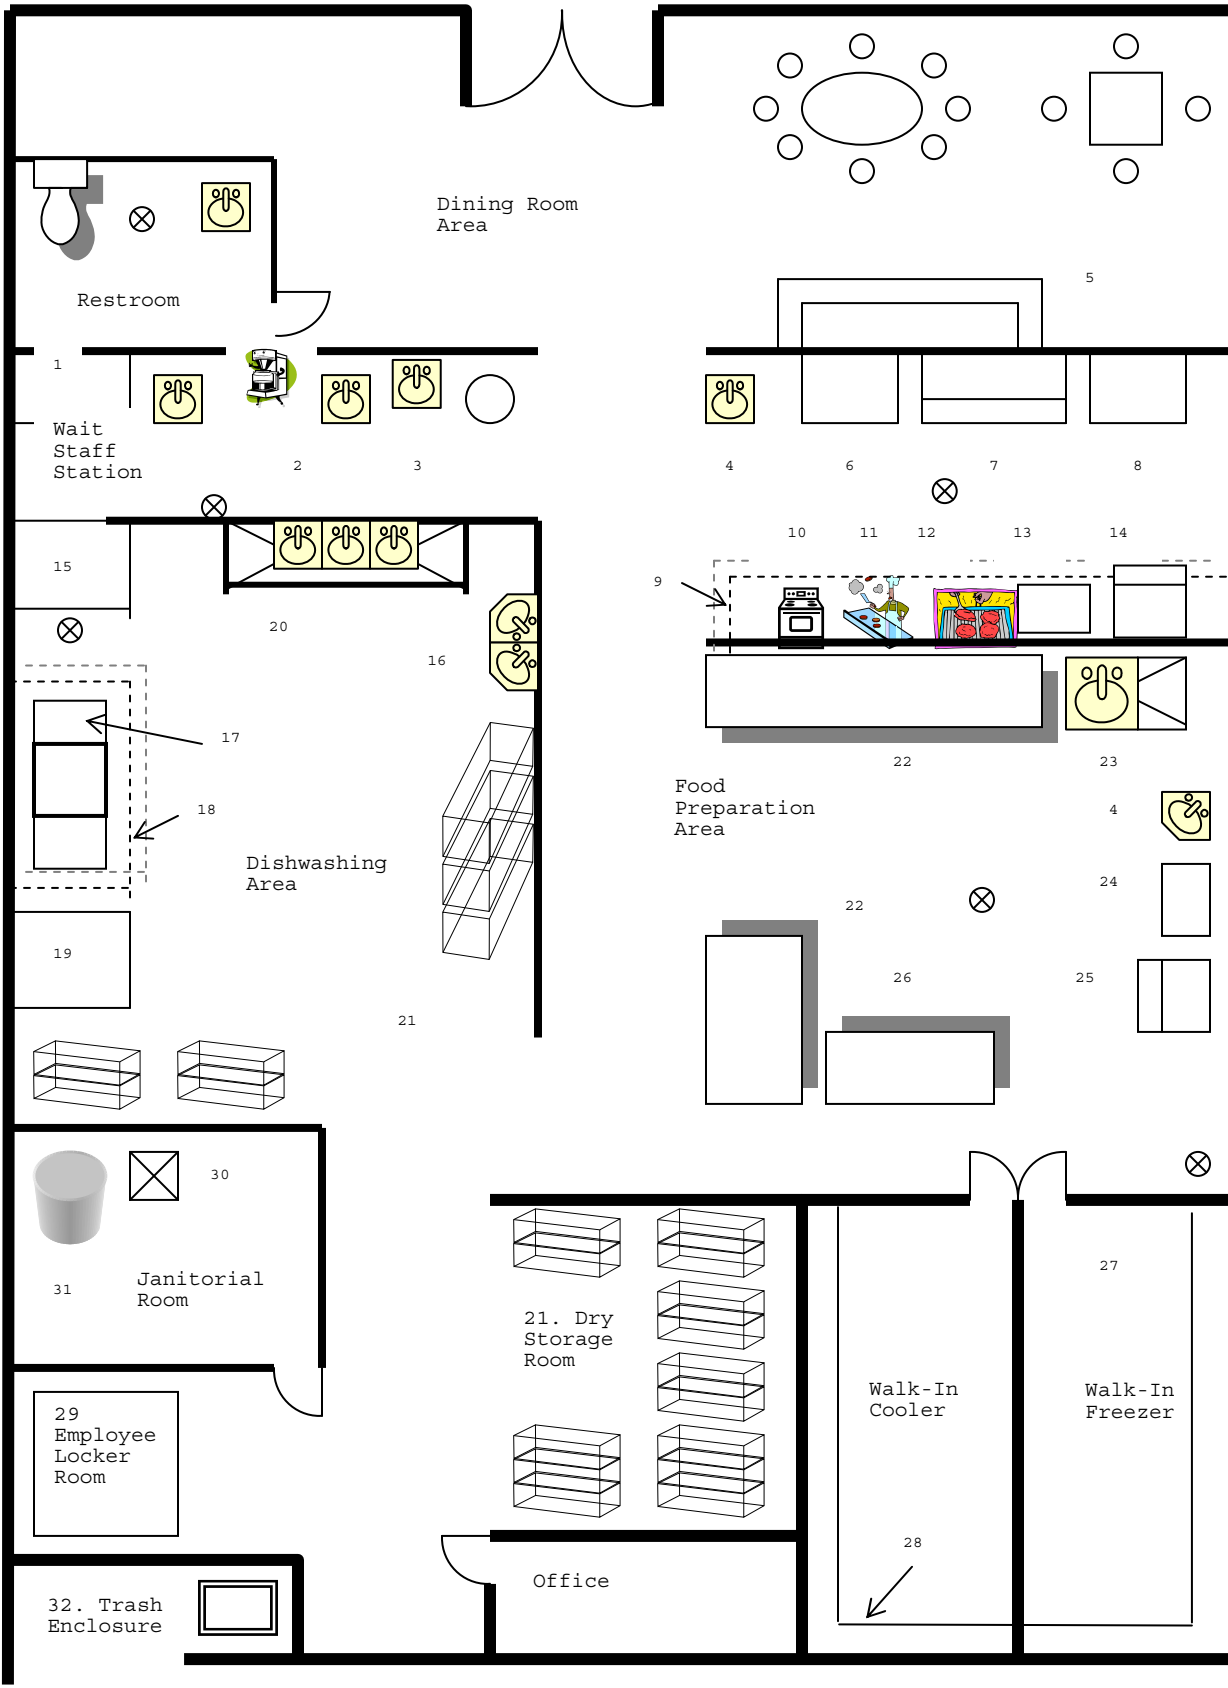 Dining Room
Area
5
Restroom
1
Wait
Staff
Station
2
3
4
6
7
8
10
11
12
13
14
15
9
20
16
17
22
23
Food
Preparation
Area
18
4
Dishwashing
Area
24
22
19
26
25
21
30
31
Janitorial
Room
27
21. Dry
Storage
Room
Walk-In
Cooler
Walk-In
Freezer
29
Employee
Locker
Room
28
Office
32. Trash
Enclosure